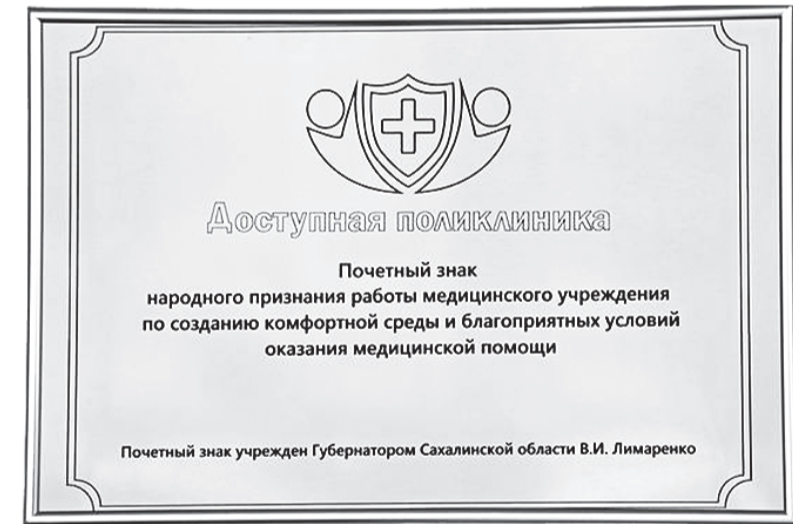 Доступная поликлиника
Почетный знак
народного признания работы медицинского учреждения
по созданию комфортной среды и благоприятных условий
оказания медицинской помощи
Почетный знак учрежден Губернатором Сахалинской области В.И. Лимаренко